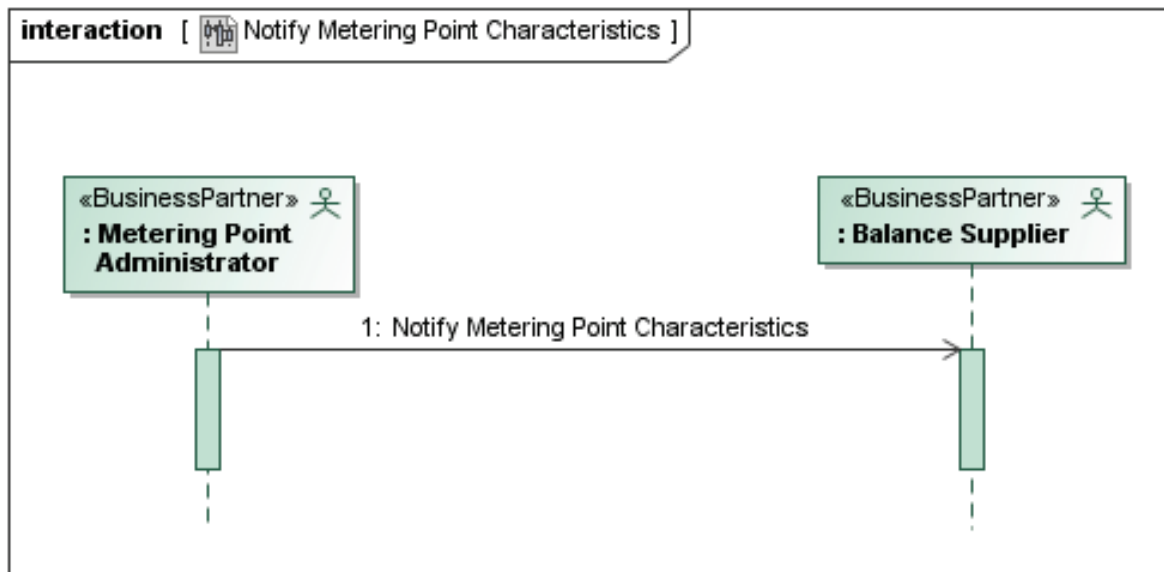 interaction [ Notify Metering Point Characteristics ]
«BusinessPartner»
: Metering Point
Administrator
«BusinessPartner»
: Balance Supplier
1: Notify Metering Point Characteristics